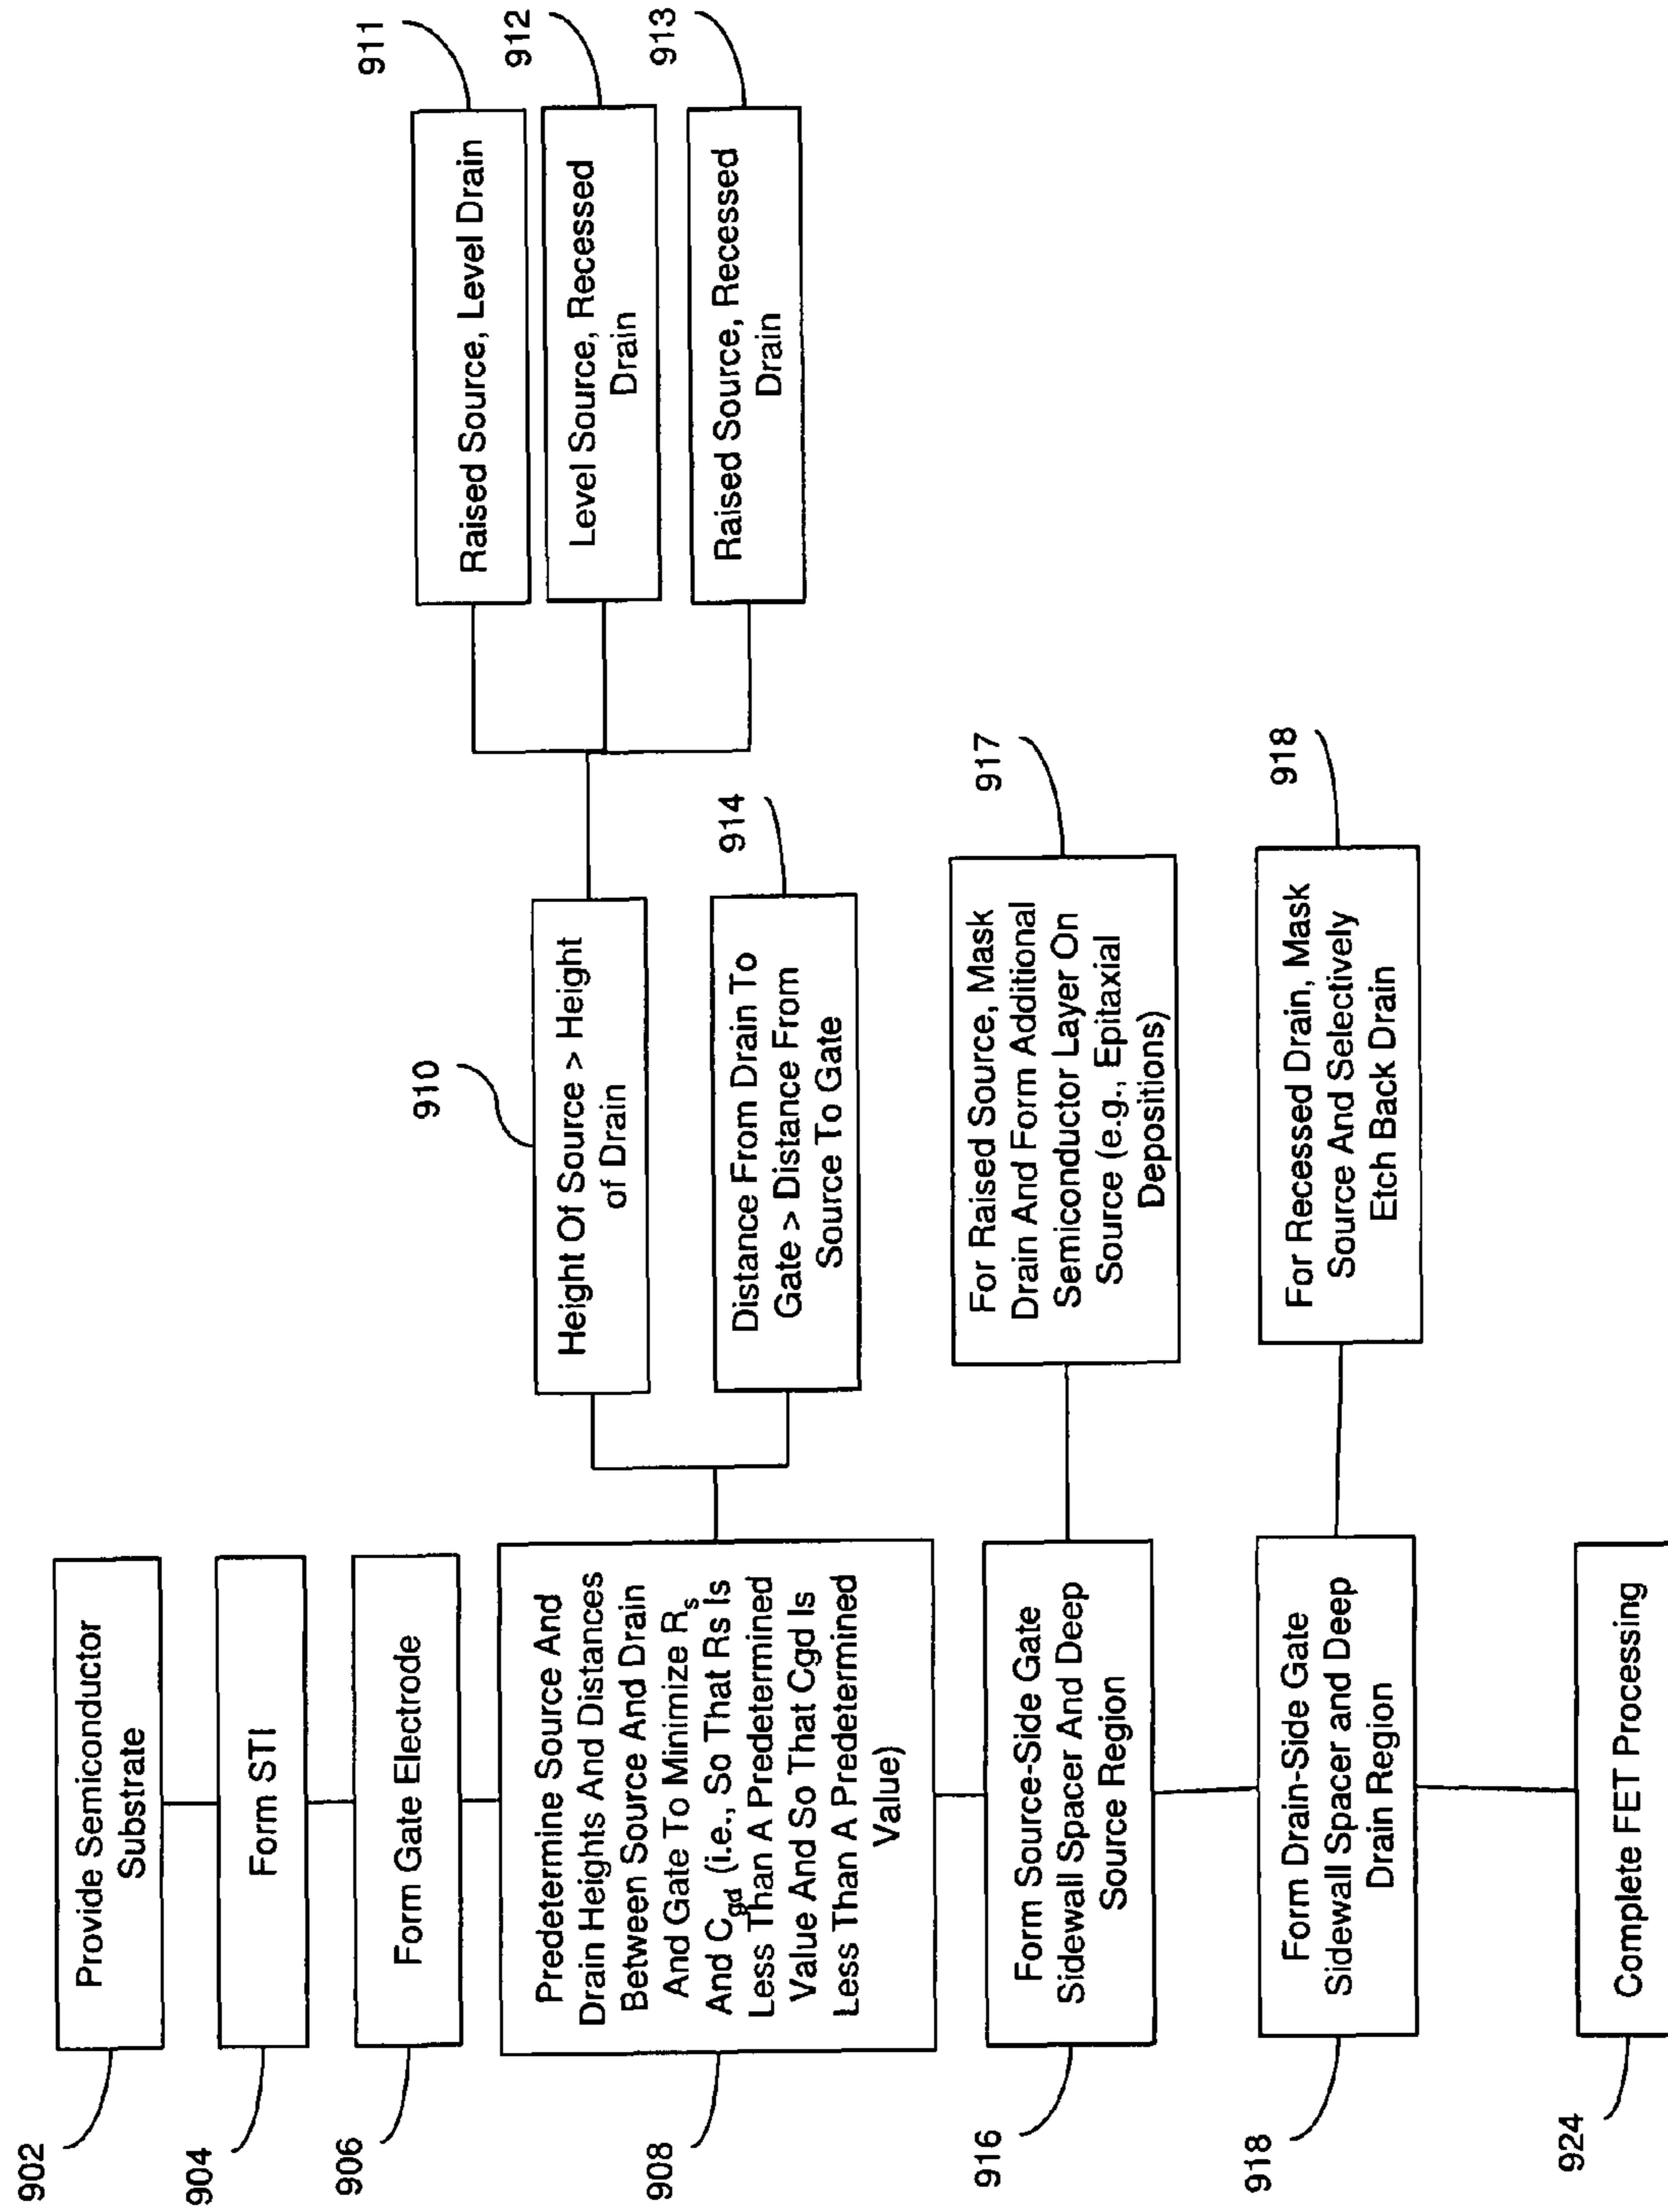 902
Provide Semiconductor
Substrate
904
Form STI
906
Form Gate Electrode
908
Predetermine Source And
Drain Heights And Distances
Between Source And Drain
And Gate To Minimize Rs
And Cgd (i.e., So That Rs Is
Less Than A Predetermined
Value And So That Cgd Is
Less Than A Predetermined
Value)
910
Height Of Source > Height
of Drain
911
Raised Source, Level Drain
912
Level Source, Recessed
Drain
913
Raised Source, Recessed
Drain
914
Distance From Drain To
Gate > Distance From
Source To Gate
916
Form Source-Side Gate
Sidewall Spacer And Deep
Source Region
917
For Raised Source, Mask
Drain And Form Additional
Semiconductor Layer On
Source (e.g., Epitaxial
Depositions)
918
Form Drain-Side Gate
Sidewall Spacer and Deep
Drain Region
918
For Recessed Drain, Mask
Source And Selectively
Etch Back Drain
924
Complete FET Processing